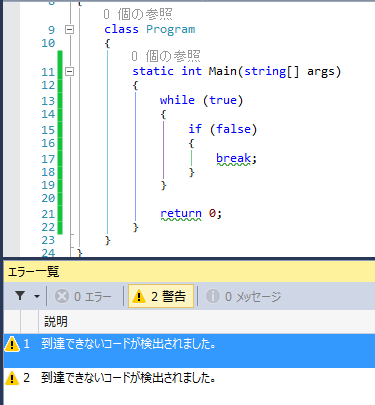 8 {
0 個の参照
9 class Program
10 {
0 個の参照
11 static int Main(string[] args)
12 {
13 while (true)
14 {
15 if (false)
16 {
17 break;
18 }
19 }
20
21 return 0;
22 }
23 }
24 }
エラー一覧
0 エラー 2 警告 0 メッセージ
説明
1 到達できないコードが検出されました。
2 到達できないコードが検出されました。